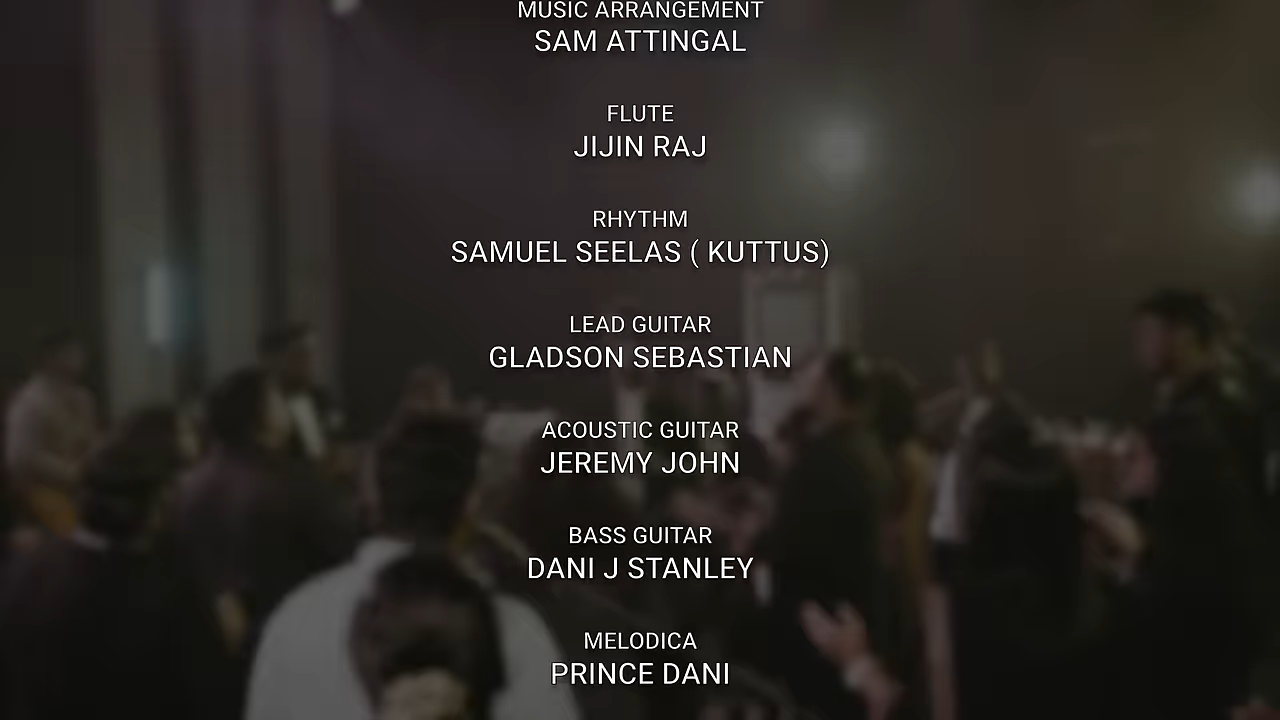 MUSIC ARRANGEMENT
SAM ATTINGAL
FLUTE
JIJIN RAJ
RHYTHM
SAMUEL SEELAS ( KUTTUS)
LEAD GUITAR
GLADSON SEBASTIAN
ACOUSTIC GUITAR
JEREMY JOHN
BASS GUITAR
DANI J STANLEY
MELODICA
PRINCE DANI